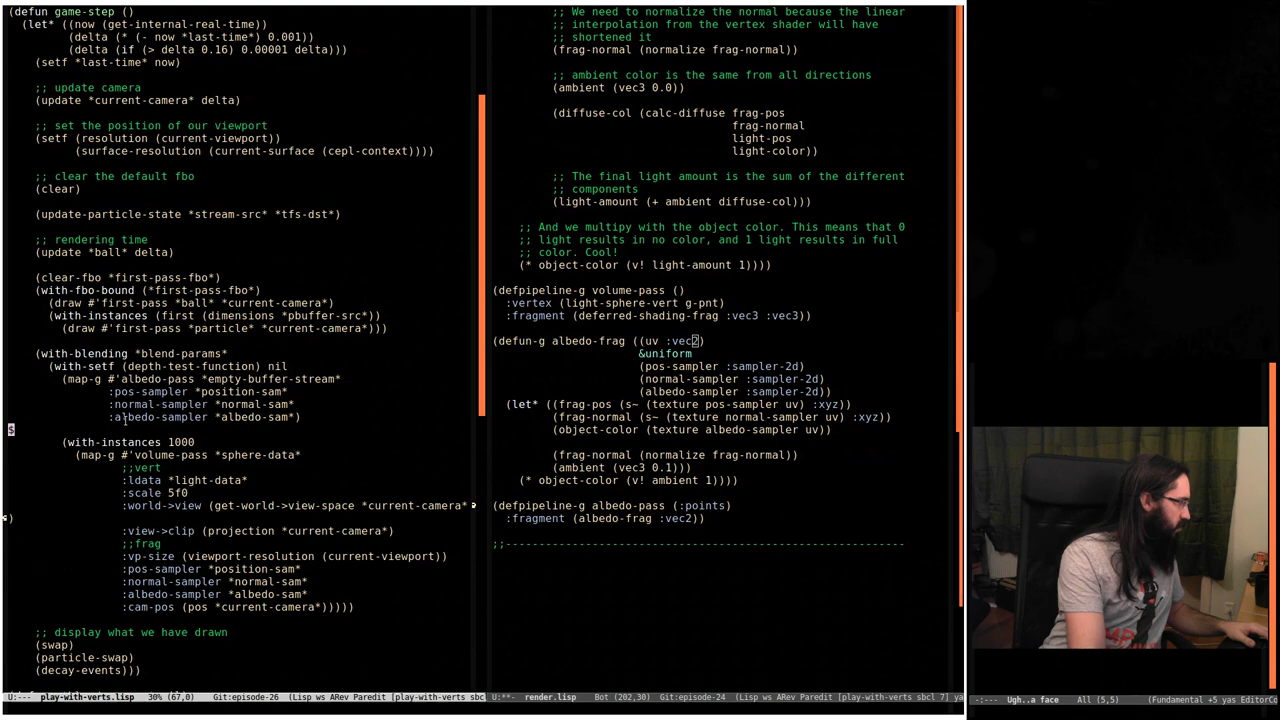 (defun game-step ()
(let* ((now (get-internal-real-time))
(delta (* (- now *last-time*) 0.001))
(delta (if (> delta 0.16) 0.00001 delta)))
(setf *last-time* now)
;; update camera
(update *current-camera* delta)
;; set the position of our viewport
(setf (resolution (current-viewport))
(surface-resolution (current-surface (cepl-context))))
;; clear the default fbo
(clear)
(update-particle-state *stream-src* *tfs-dst*)
;; rendering time
(update *ball* delta)
(clear-fbo *first-pass-fbo*)
(with-fbo-bound (*first-pass-fbo*)
(draw #'first-pass *ball* *current-camera*)
(with-instances (first (dimensions *pbuffer-src*))
(draw #'first-pass *particle* *current-camera*)))
(with-blending *blend-params*
(with-setf (depth-test-function) nil
(map-g #'albedo-pass *empty-buffer-stream*
:pos-sampler *position-sam*
:normal-sampler *normal-sam*
:albedo-sampler *albedo-sam*)
$
(with-instances 1000
(map-g #'volume-pass *sphere-data*
;;vert
:ldata *light-data*
:scale 5f0
:world->view (get-world->view-space *current-camera*
)
:view->clip (projection *current-camera*)
;;frag
:vp-size (viewport-resolution (current-viewport))
:pos-sampler *position-sam*
:normal-sampler *normal-sam*
:albedo-sampler *albedo-sam*
:cam-pos (pos *current-camera*)))))
;; display what we have drawn
(swap)
(particle-swap)
(decay-events)))
U:--- play-with-verts.lisp 30% (67,0) Git:episode-26 (Lisp ws ARev Paredit [play-with-verts sbcl
;; We need to normalize the normal because the linear
;; interpolation from the vertex shader will have
;; shortened it
(frag-normal (normalize frag-normal))
;; ambient color is the same from all directions
(ambient (vec3 0.0))
(diffuse-col (calc-diffuse frag-pos
frag-normal
light-pos
light-color))
;; The final light amount is the sum of the different
;; components
(light-amount (+ ambient diffuse-col)))
;; And we multipy with the object color. This means that 0
;; light results in no color, and 1 light results in full
;; color. Cool!
(* object-color (v! light-amount 1))))
(defpipeline-g volume-pass ()
:vertex (light-sphere-vert g-pnt)
:fragment (deferred-shading-frag :vec3 :vec3))
(defun-g albedo-frag ((uv :vec2)
&uniform
(pos-sampler :sampler-2d)
(normal-sampler :sampler-2d)
(albedo-sampler :sampler-2d)
(let* ((frag-pos (s~ (texture pos-sampler uv) :xyz))
(frag-normal (s~ (texture normal-sampler uv) :xyz))
(object-color (texture albedo-sampler uv))
(frag-normal (normalize frag-normal))
(ambient (vec3 0.1)))
(* object-color (v! ambient 1))))
(defpipeline-g albedo-pass (:points)
:fragment (albedo-frag :vec2))
;;------------------------------------------------------------
U:**- render.lisp Bot (202,30) Git:episode-24 (Lisp ws ARev Paredit [play-with-verts sbcl 7] ya
-:--- Ugh..a face All (5,5) (Fundamental +5 yas EditorCo